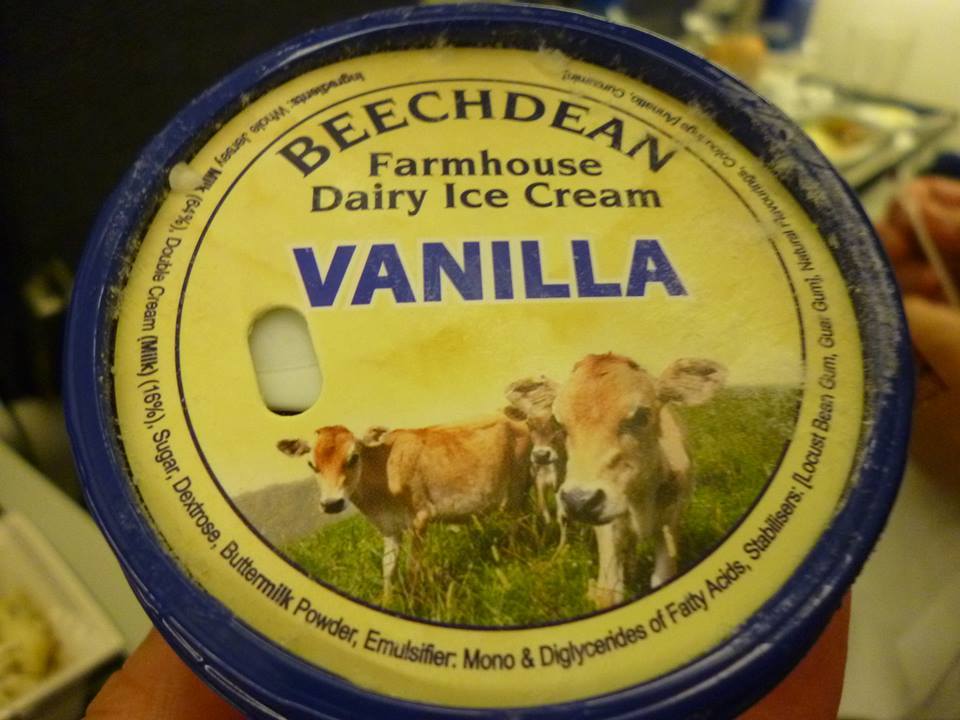 BEECHDEAN
Farmhouse
Dairy Ice Cream
VANILLA
Ingredients: Whole Jersey Milk (64%), Double Cream (Milk) (16%), Sugar, Dextrose, Buttermilk Powder, Emulsifier: Mono & Diglycerides of Fatty Acids, Stabilisers: [Locust Bean Gum, Guar Gum], Natural Flavourings, Colourings [Annatto, Curcumin].